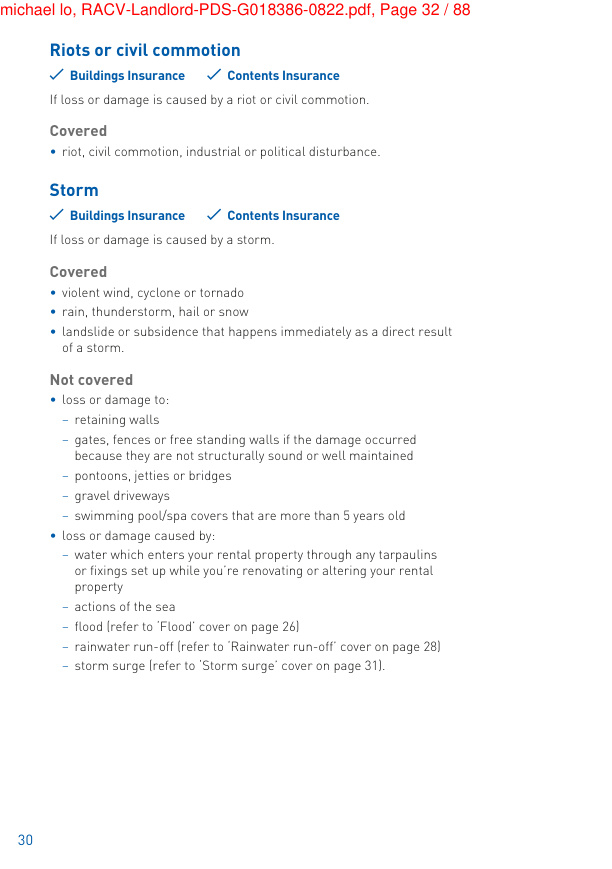 michael lo, RACV-Landlord-PDS-G018386-0822.pdf, Page 32 / 88
Riots or civil commotion
✓ Buildings Insurance ✓ Contents Insurance
If loss or damage is caused by a riot or civil commotion.
Covered
• riot, civil commotion, industrial or political disturbance.
Storm
✓ Buildings Insurance ✓ Contents Insurance
If loss or damage is caused by a storm.
Covered
• violent wind, cyclone or tornado
• rain, thunderstorm, hail or snow
• landslide or subsidence that happens immediately as a direct result
of a storm.
Not covered
• loss or damage to:
– retaining walls
– gates, fences or free standing walls if the damage occurred
because they are not structurally sound or well maintained
– pontoons, jetties or bridges
– gravel driveways
– swimming pool/spa covers that are more than 5 years old
• loss or damage caused by:
– water which enters your rental property through any tarpaulins
or fixings set up while you're renovating or altering your rental
property
– actions of the sea
– flood (refer to 'Flood' cover on page 26)
– rainwater run-off (refer to 'Rainwater run-off' cover on page 28)
– storm surge (refer to 'Storm surge' cover on page 31).
30